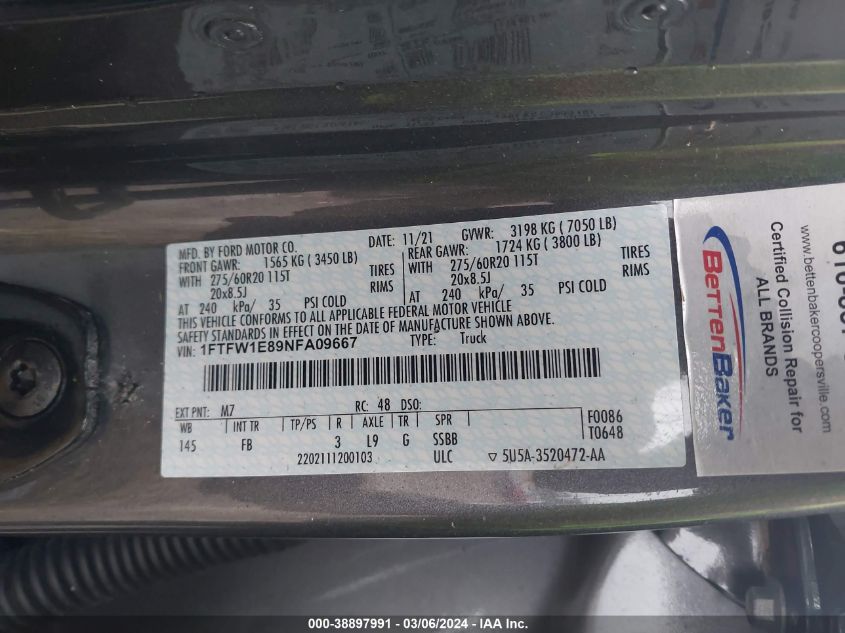 MFD. BY FORD MOTOR CO.
DATE: 11/21 GVWR: 3198 KG ( 7050 LB)
FRONT GAWR: 1565 KG ( 3450 LB)
WITH 275/60R20 115T TIRES
20x8.5J RIMS
AT 240 kPa/ 35 PSI COLD
REAR GAWR: 1724 KG ( 3800 LB)
WITH 275/60R20 115T TIRES
20x8.5J RIMS
AT 240 kPa/ 35 PSI COLD
THIS VEHICLE CONFORMS TO ALL APPLICABLE FEDERAL MOTOR VEHICLE
SAFETY STANDARDS IN EFFECT ON THE DATE OF MANUFACTURE SHOWN ABOVE.
VIN: 1FTFW1E89NFA09667 TYPE: Truck
EXT PNT: M7 RC: 48 DSO:
WB INT TR TP/PS R AXLE TR SPR F0086
145 FB 3 L9 G SSBB T0648
2202111200103 ULC ▽ 5U5A-3520472-AA
BETTENBAKER
Certified Collision Repair for
ALL BRANDS
www.bettenbakercoopersville.com
000-38897991 - 03/06/2024 - IAA Inc.